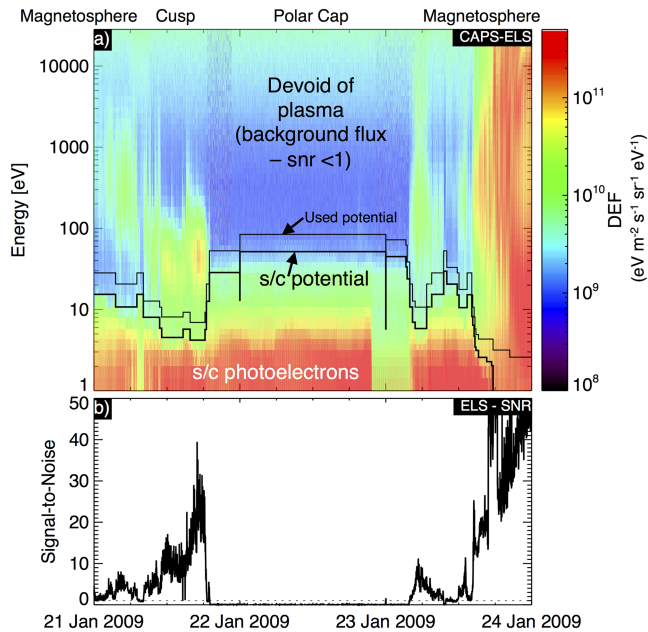 Magnetosphere Cusp Polar Cap Magnetosphere
a) CAPS-ELS
10000
1000
100
10
1
Energy [eV]
Devoid of
plasma
(background flux
– snr <1)
Used potential
s/c potential
s/c photoelectrons
10¹¹
10¹⁰
10⁹
10⁸
DEF
(eV m⁻² s⁻¹ sr⁻¹ eV⁻¹)
b) ELS - SNR
50
40
30
20
10
0
Signal-to-Noise
21 Jan 2009 22 Jan 2009 23 Jan 2009 24 Jan 2009